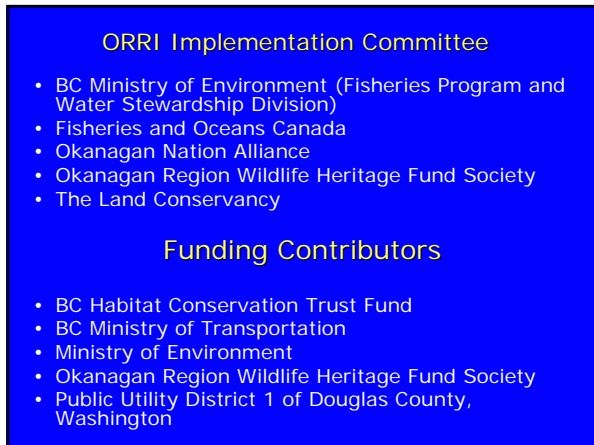 ORRI Implementation Committee
• BC Ministry of Environment (Fisheries Program and
Water Stewardship Division)
• Fisheries and Oceans Canada
• Okanagan Nation Alliance
• Okanagan Region Wildlife Heritage Fund Society
• The Land Conservancy
Funding Contributors
• BC Habitat Conservation Trust Fund
• BC Ministry of Transportation
• Ministry of Environment
• Okanagan Region Wildlife Heritage Fund Society
• Public Utility District 1 of Douglas County,
Washington